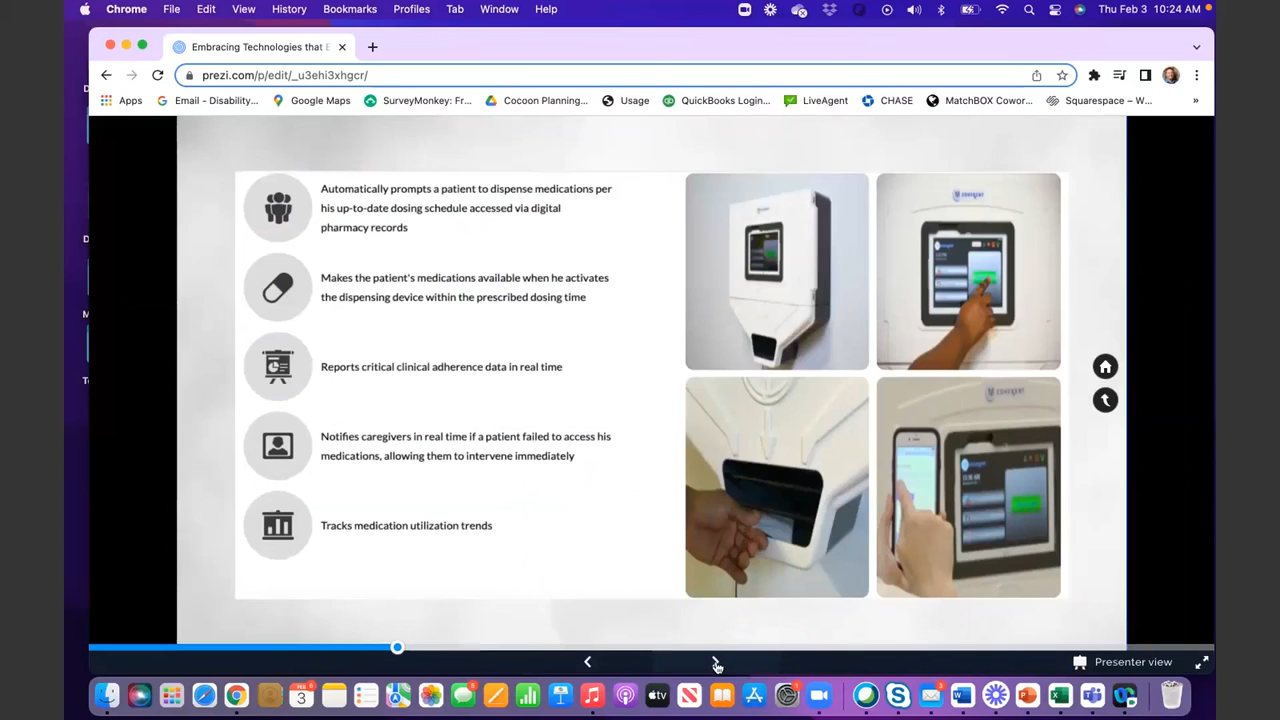 Chrome File Edit View History Bookmarks Profiles Tab Window Help Thu Feb 3 10:24 AM
Embracing Technologies that E
prezi.com/p/edit/_u3ehi3xhgcr/
Apps Email - Disability... Google Maps SurveyMonkey: Fr... Cocoon Planning... Usage QuickBooks Login... LiveAgent CHASE MatchBOX Cowor... Squarespace – W... »
Automatically prompts a patient to dispense medications per
his up-to-date dosing schedule accessed via digital
pharmacy records
Makes the patient's medications available when he activates
the dispensing device within the prescribed dosing time
Reports critical clinical adherence data in real time
Notifies caregivers in real time if a patient failed to access his
medications, allowing them to intervene immediately
Tracks medication utilization trends
Presenter view
FEB
3
tv